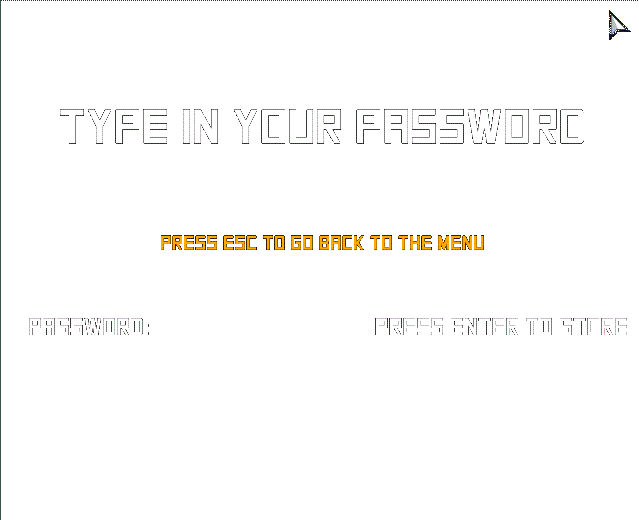 TYPE IN YOUR PASSWORD
PRESS ESC TO GO BACK TO THE MENU
PASSWORD: PRESS ENTER TO STORE